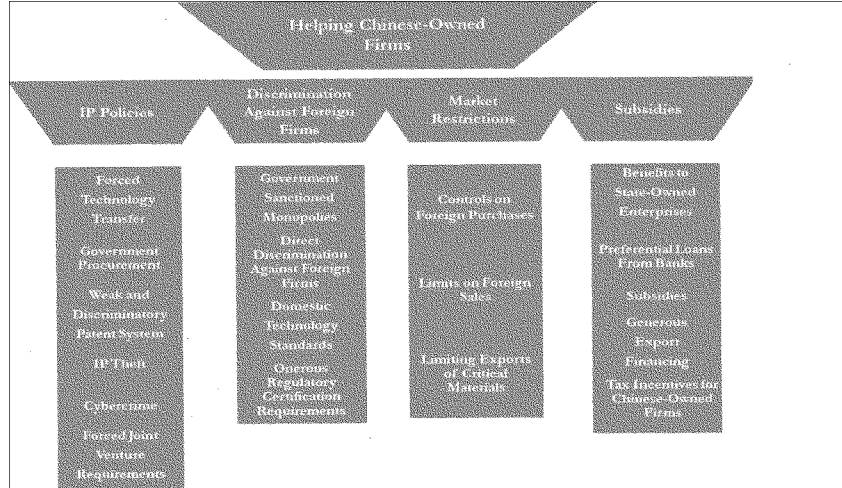 Helping Chinese-Owned
Firms
IP Policies
Discrimination
Against Foreign
Firms
Market
Restrictions
Subsidies
Forced
Technology
Transfer
Government
Procurement
Weak and
Discriminatory
Patent System
IP Theft
Cybercrime
Forced Joint
Venture
Requirements
Government
Sanctioned
Monopolies
Direct
Discrimination
Against Foreign
Firms
Domestic
Technology
Standards
Onerous
Regulatory
Certification
Requirements
Controls on
Foreign Purchases
Limits on Foreign
Sales
Limiting Exports
of Critical
Materials
Benefits to
State-Owned
Enterprises
Preferential Loans
From Banks
Subsidies
Generous
Export
Financing
Tax Incentives for
Chinese-Owned
Firms